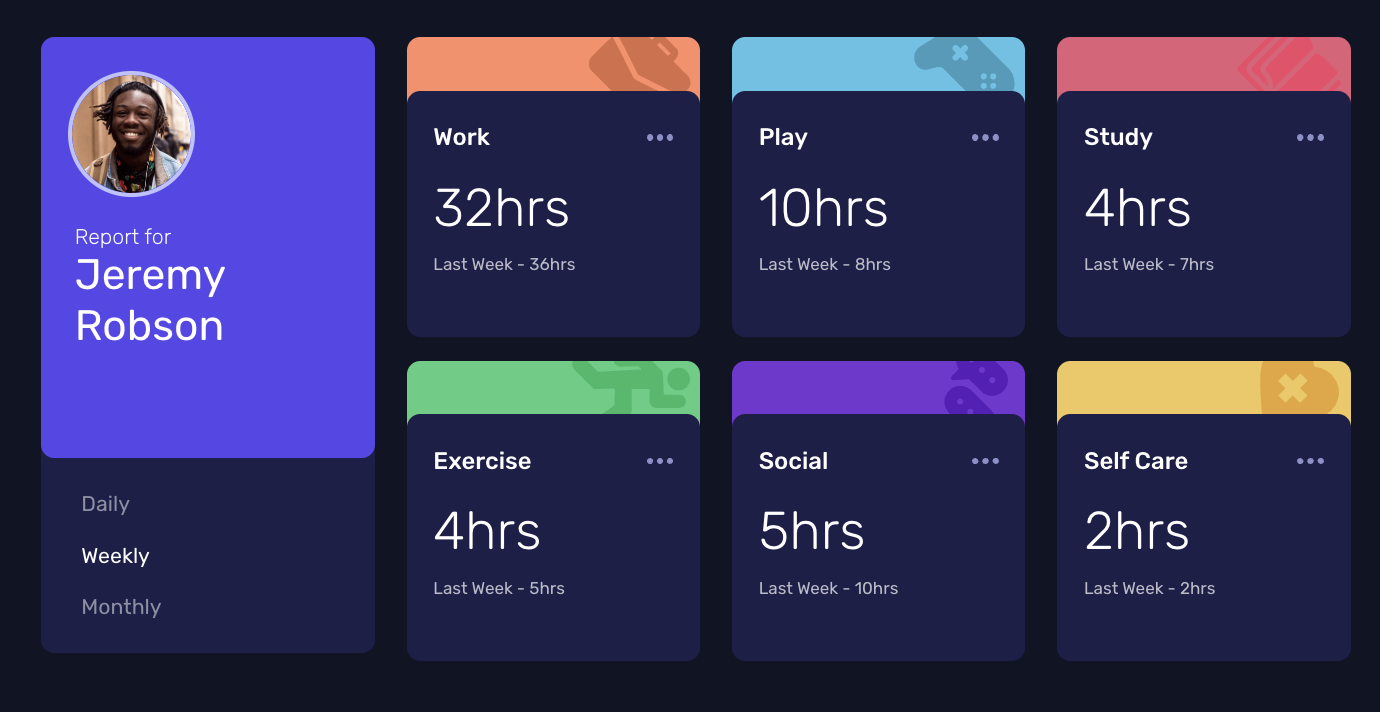 Report for
Jeremy
Robson
Daily
Weekly
Monthly
Work
32hrs
Last Week - 36hrs
Play
10hrs
Last Week - 8hrs
Study
4hrs
Last Week - 7hrs
Exercise
4hrs
Last Week - 5hrs
Social
5hrs
Last Week - 10hrs
Self Care
2hrs
Last Week - 2hrs